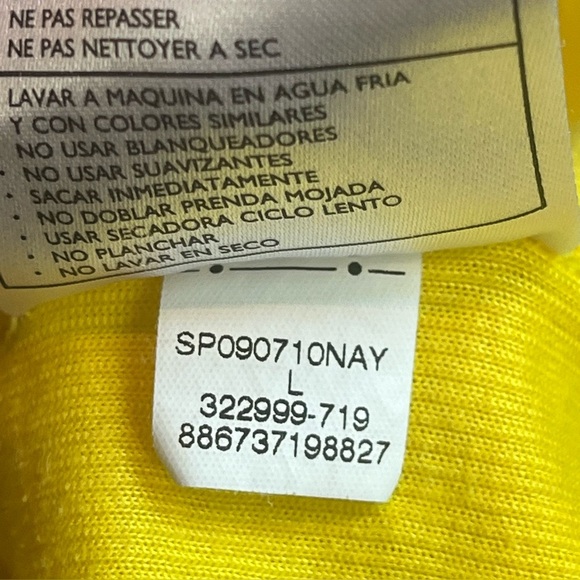 NE PAS REPASSER
NE PAS NETTOYER A SEC
LAVAR A MAQUINA EN AGUA FRIA
Y CON COLORES SIMILARES
NO USAR BLANQUEADORES
• NO USAR SUAVIZANTES
• SACAR INMEDIATAMENTE
• NO DOBLAR PRENDA MOJADA
• USAR SECADORA CICLO LENTO
• NO PLANCHAR
• NO LAVAR EN SECO
SP090710NAY
L
322999-719
886737198827